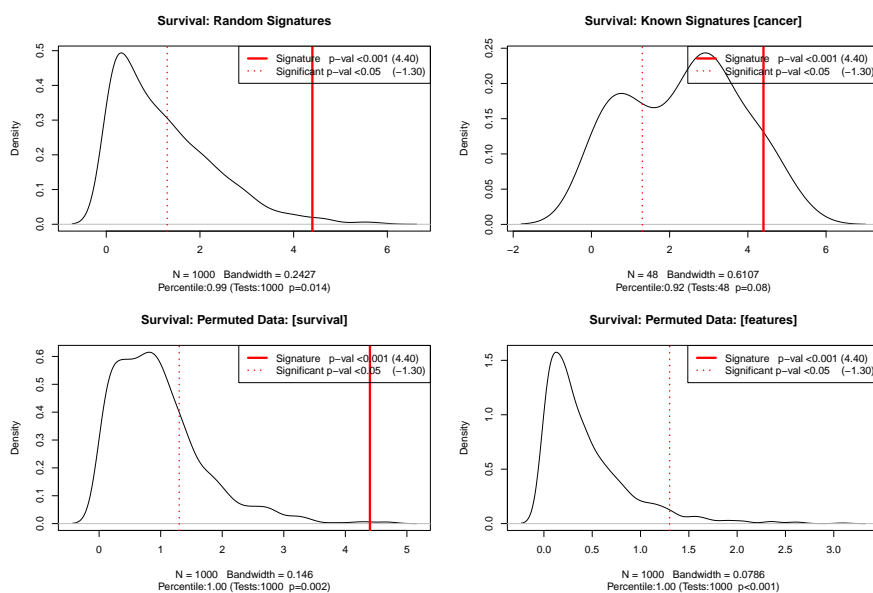 Survival: Random Signatures
Density
0.0 0.1 0.2 0.3 0.4 0.5
Signature p−val <0.001 (4.40)
Significant p−val <0.05 (−1.30)
0 2 4 6
N = 1000 Bandwidth = 0.2427
Percentile:0.99 (Tests:1000 p=0.014)
Survival: Known Signatures [cancer]
Density
0.00 0.05 0.10 0.15 0.20 0.25
Signature p−val <0.001 (4.40)
Significant p−val <0.05 (−1.30)
−2 0 2 4 6
N = 48 Bandwidth = 0.6107
Percentile:0.92 (Tests:48 p=0.08)
Survival: Permuted Data: [survival]
Density
0.0 0.1 0.2 0.3 0.4 0.5 0.6
Signature p−val <0.001 (4.40)
Significant p−val <0.05 (−1.30)
0 1 2 3 4 5
N = 1000 Bandwidth = 0.146
Percentile:1.00 (Tests:1000 p=0.002)
Survival: Permuted Data: [features]
Density
0.0 0.5 1.0 1.5
Signature p−val <0.001 (4.40)
Significant p−val <0.05 (−1.30)
0.0 0.5 1.0 1.5 2.0 2.5 3.0
N = 1000 Bandwidth = 0.0786
Percentile:1.00 (Tests:1000 p<0.001)